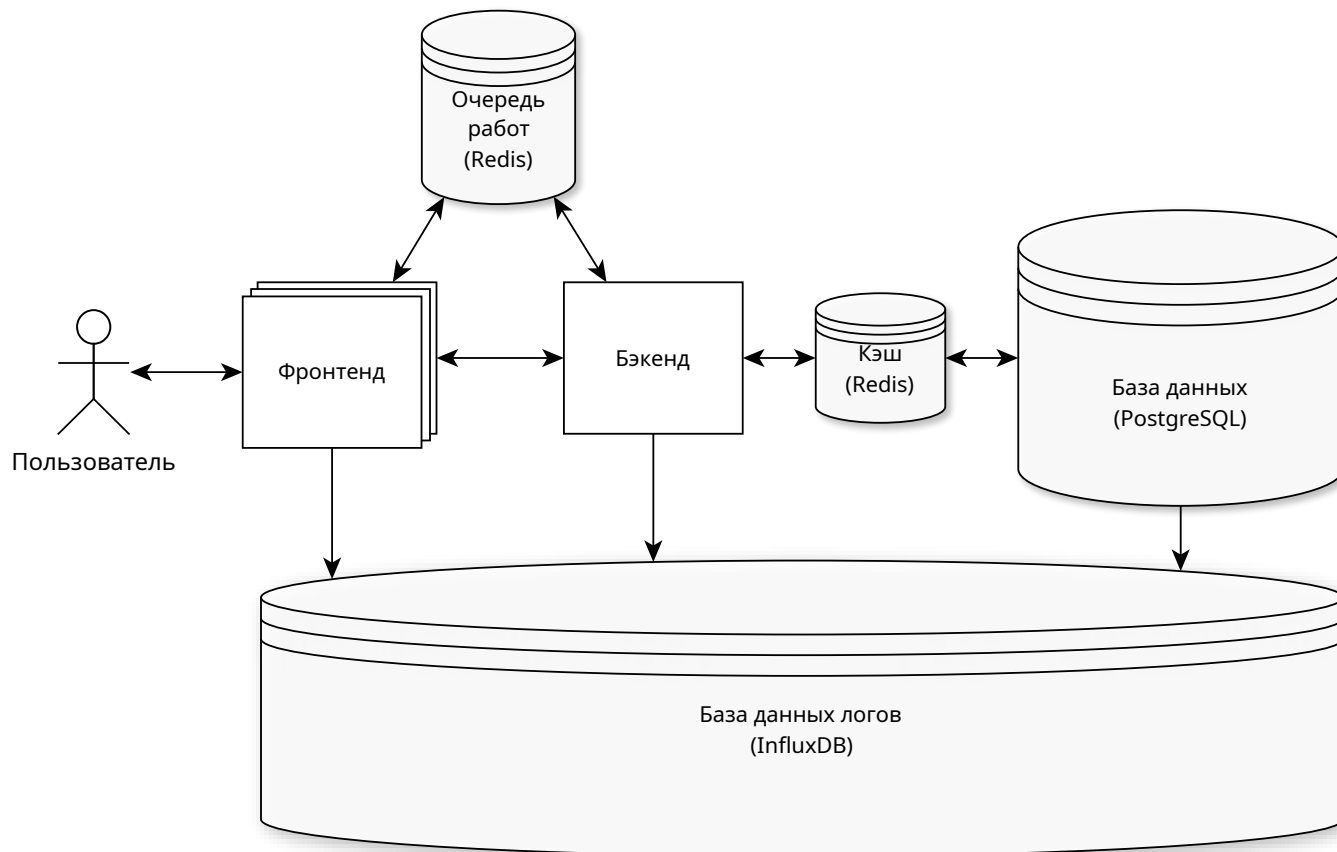 Очередь
работ
(Redis)
Фронтенд
Бэкенд
Кэш
(Redis)
База данных
(PostgreSQL)
Пользователь
База данных логов
(InfluxDB)